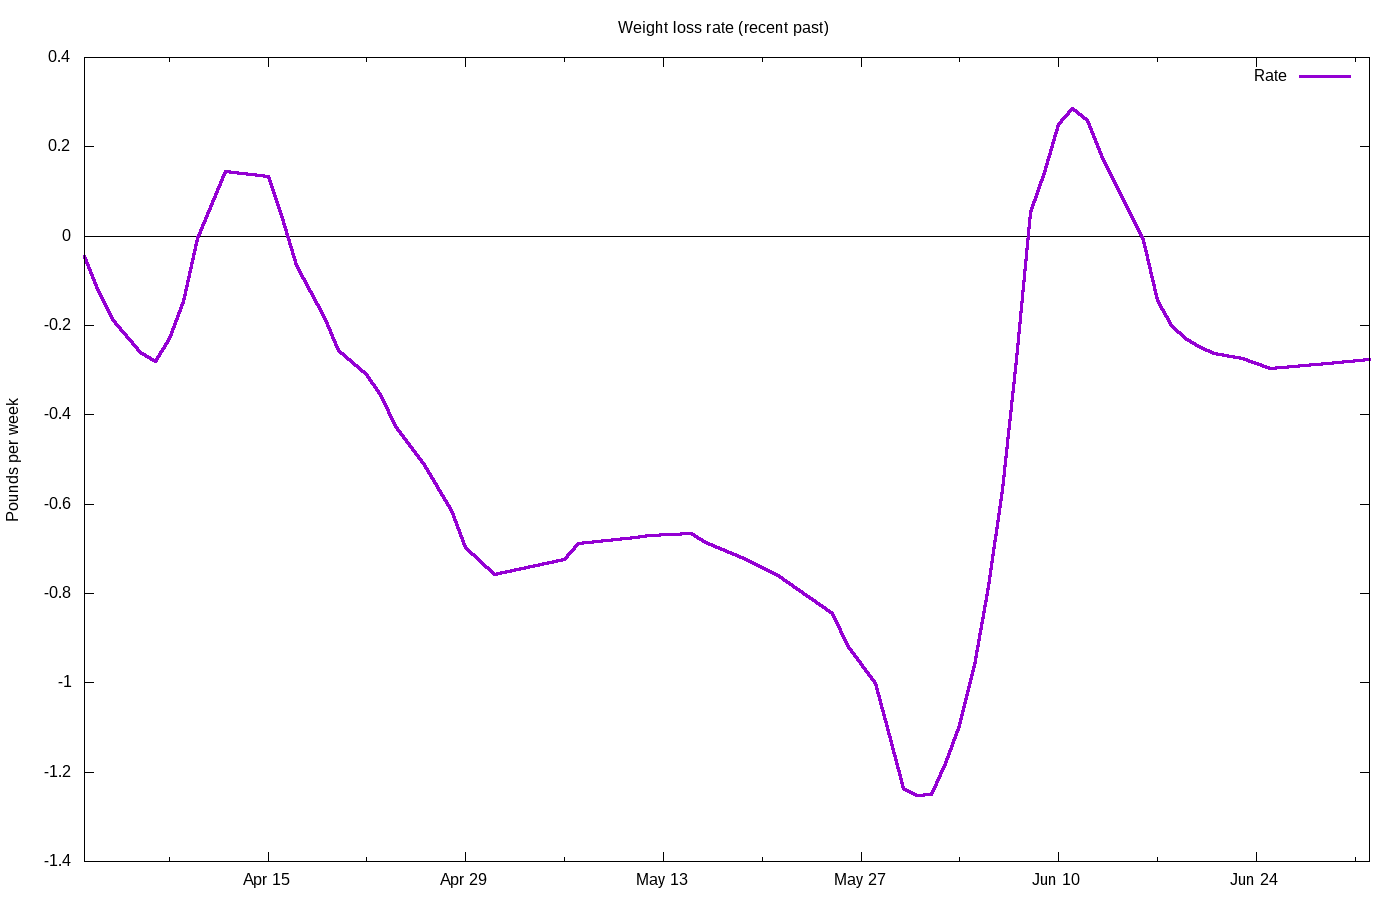 Weight loss rate (recent past)
Rate
Pounds per week
0.4
0.2
0
-0.2
-0.4
-0.6
-0.8
-1
-1.2
-1.4
Apr 15
Apr 29
May 13
May 27
Jun 10
Jun 24